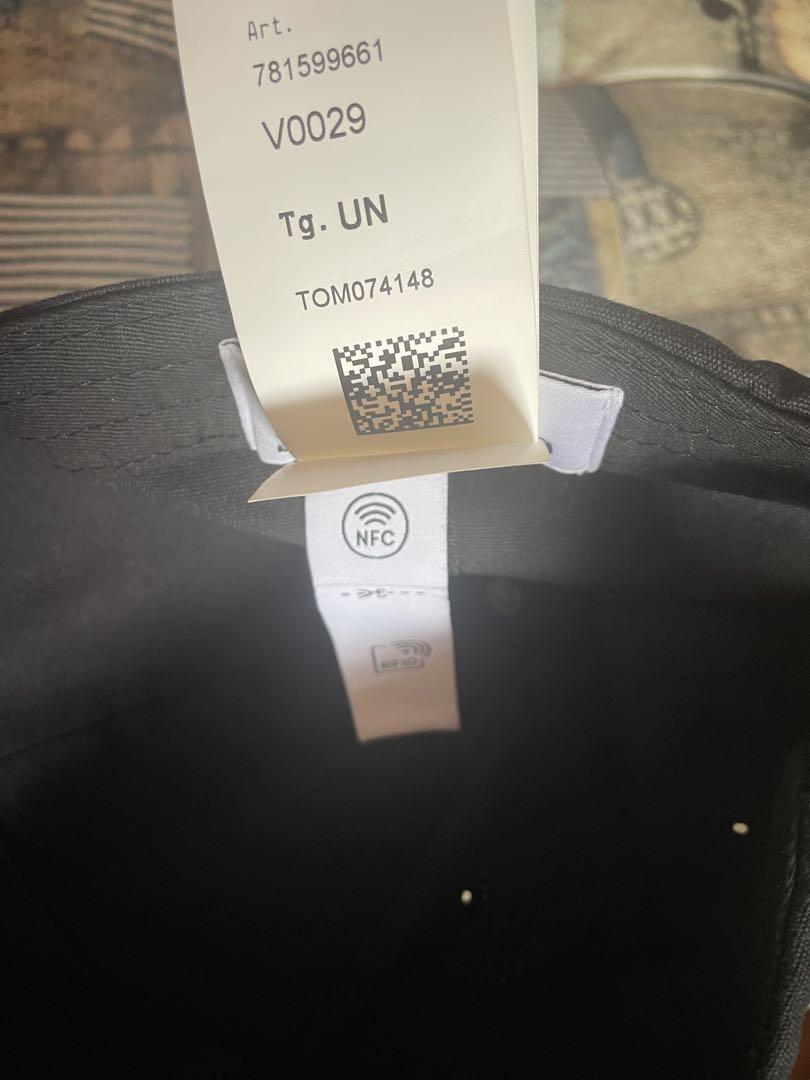 Art.
781599661
V0029
Tg. UN
TOM074148
NFC
RFID